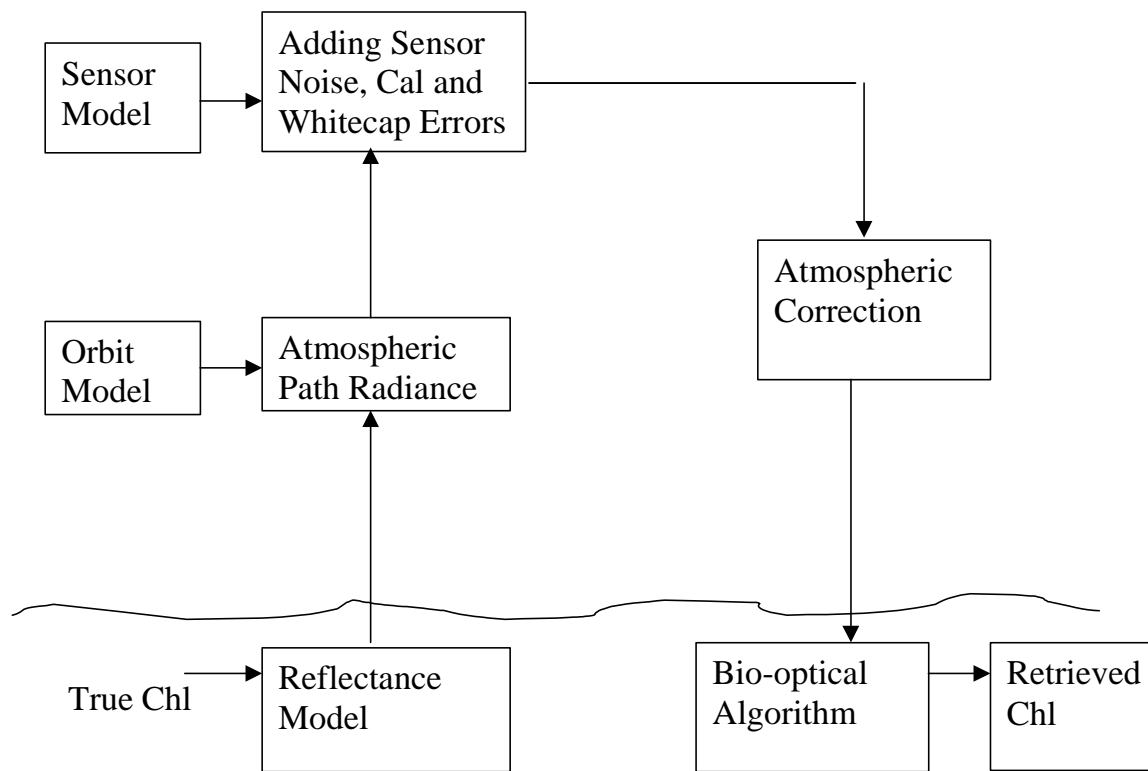 Sensor
Model
Adding Sensor
Noise, Cal and
Whitecap Errors
Atmospheric
Correction
Orbit
Model
Atmospheric
Path Radiance
True Chl
Reflectance
Model
Bio-optical
Algorithm
Retrieved
Chl